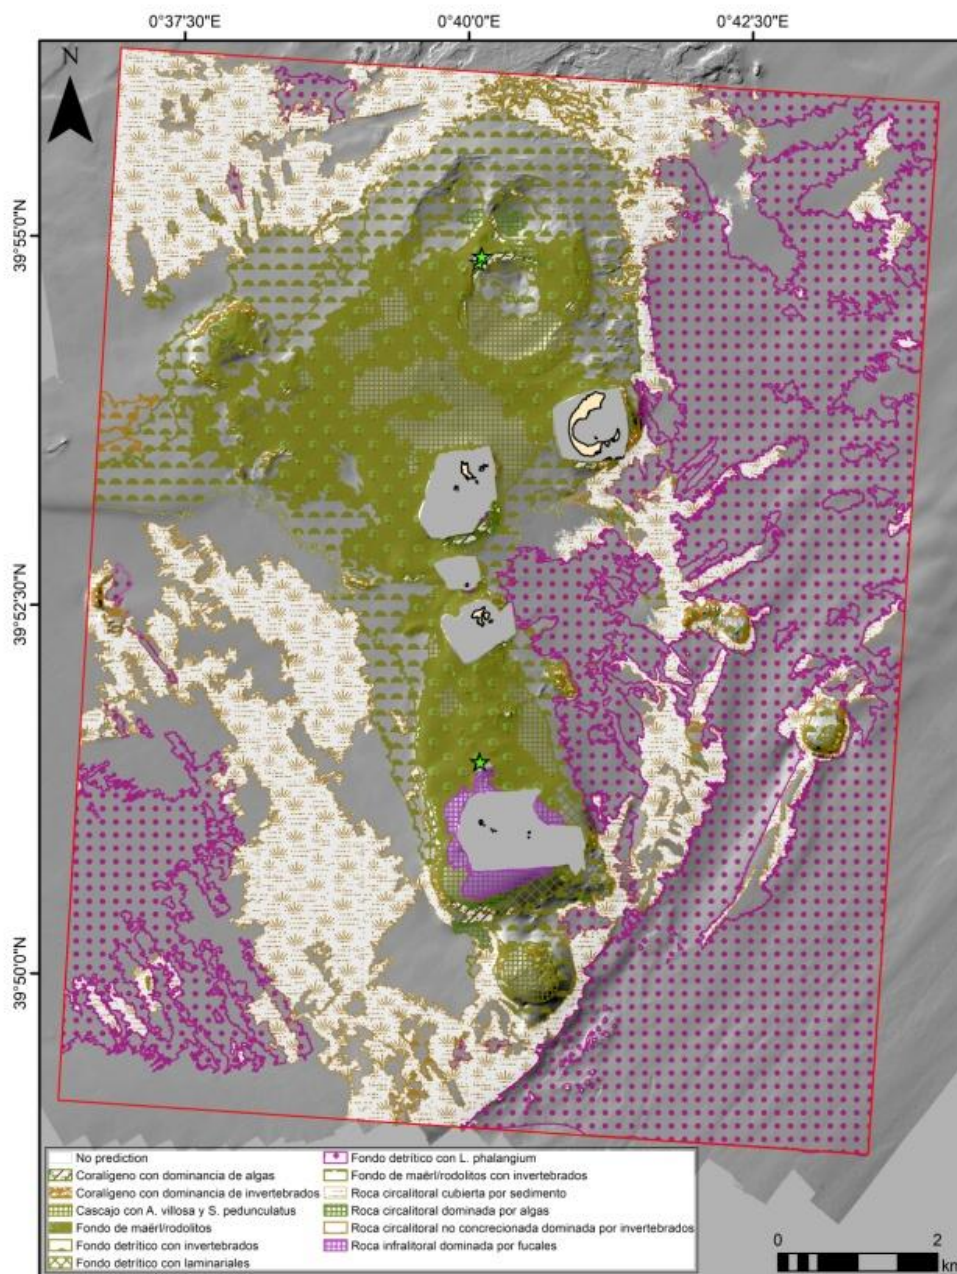 0°37'30"E 0°40'0"E 0°42'30"E
N
39°55'0"N
39°52'30"N
39°50'0"N
No prediction
Coralígeno con dominancia de algas
Coralígeno con dominancia de invertebrados
Cascajo con A. villosa y S. pedunculatus
Fondo de maërl/rodolitos
Fondo detrítico con invertebrados
Fondo detrítico con laminariales
Fondo detrítico con L. phalangium
Fondo de maërl/rodolitos con invertebrados
Roca circalitoral cubierta por sedimento
Roca circalitoral dominada por algas
Roca circalitoral no concrecionada dominada por invertebrados
Roca infralitoral dominada por fucales
0 2
km